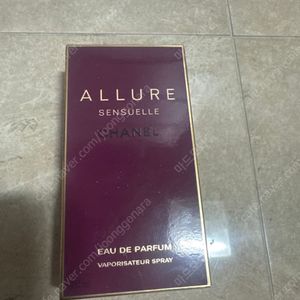 ALLURE
SENSUELLE
CHANEL
EAU DE PARFUM
VAPORISATEUR SPRAY